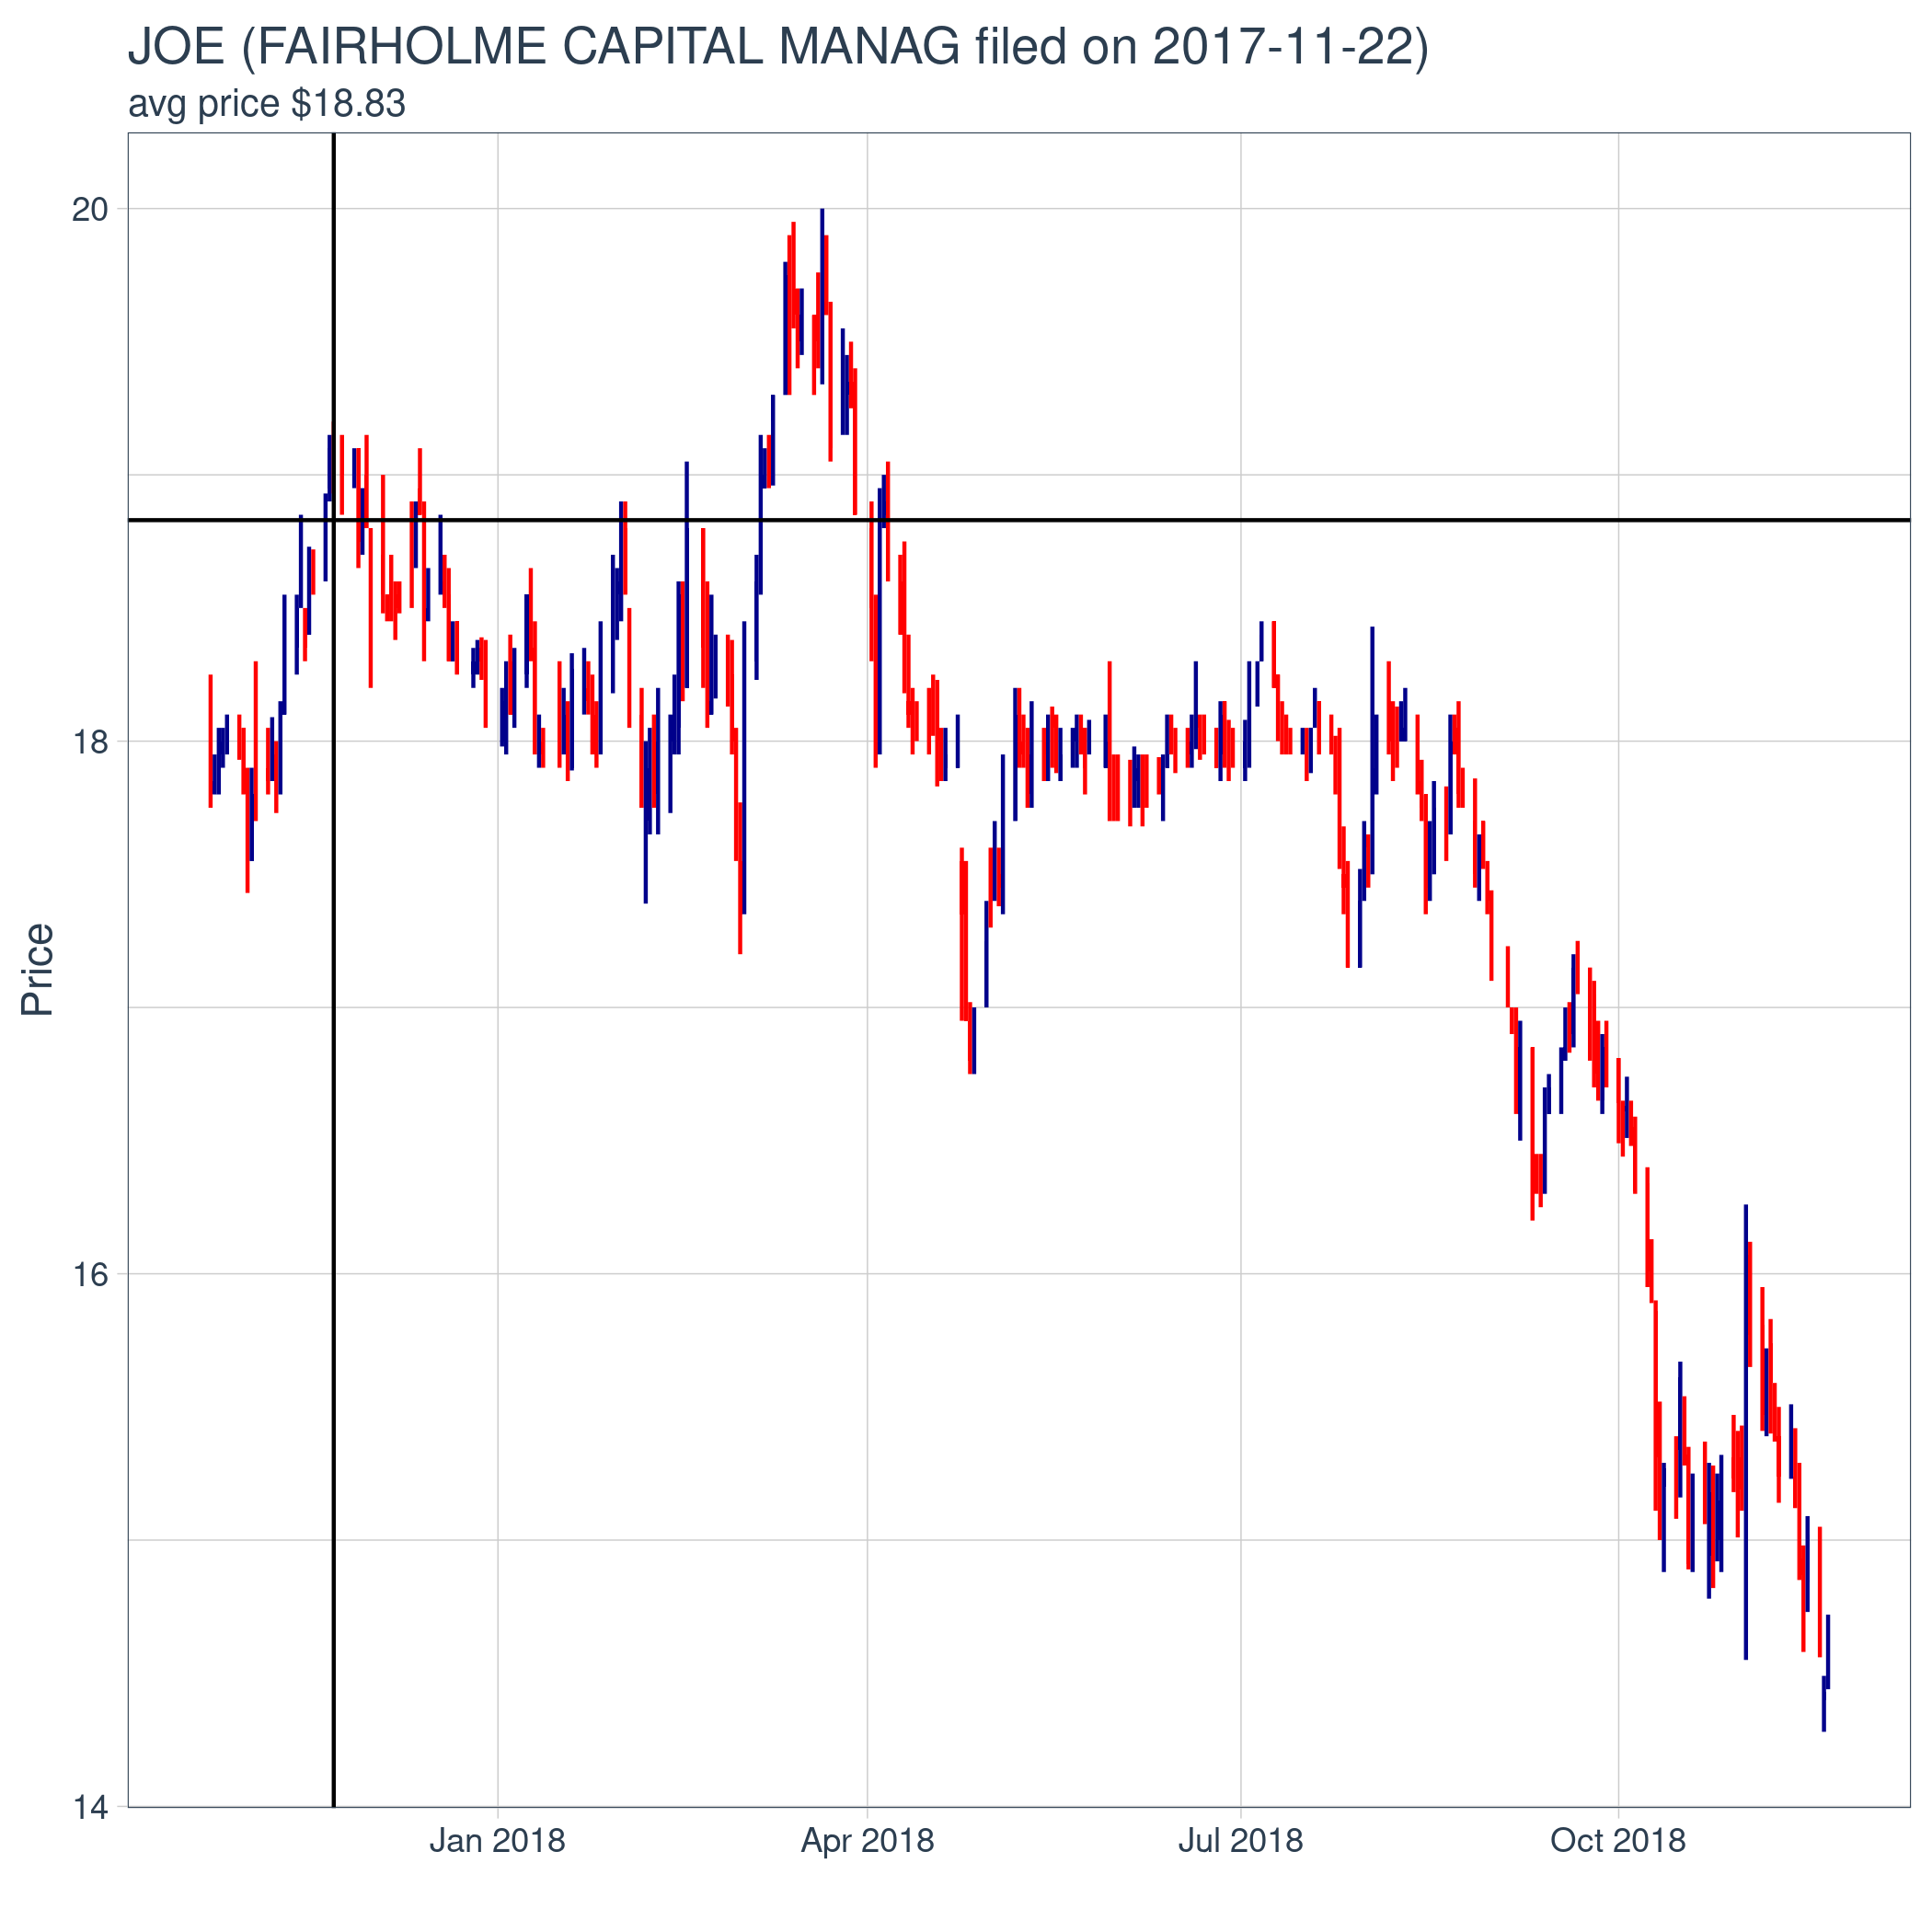 JOE (FAIRHOLME CAPITAL MANAG filed on 2017-11-22)
avg price $18.83
20
18
16
14
Price
Jan 2018
Apr 2018
Jul 2018
Oct 2018